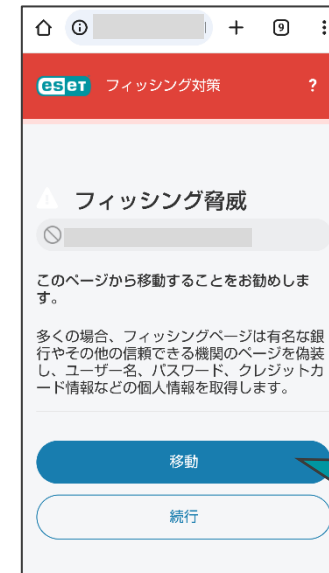 9
eset フィッシング対策 ?
フィッシング脅威
このページから移動することをお勧めしま
す。
多くの場合、フィッシングページは有名な銀
行やその他の信頼できる機関のページを偽装
し、ユーザー名、パスワード、クレジットカ
ード情報などの個人情報を取得します。
移動
続行